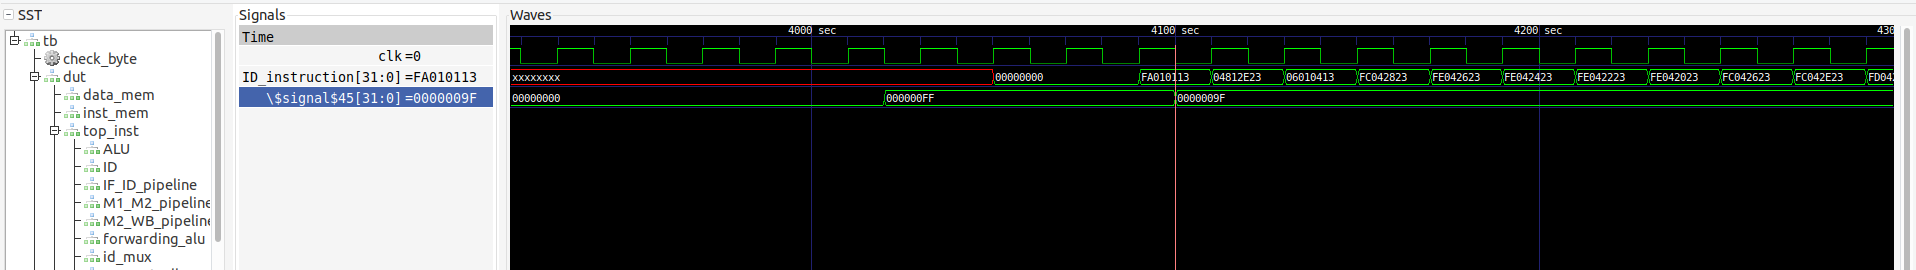 SST
tb
check_byte
dut
data_mem
inst_mem
top_inst
ALU
ID
IF_ID_pipeline
M1_M2_pipeline
M2_WB_pipeline
forwarding_alu
id_mux
Signals
Time
clk =0
ID_instruction[31:0] =FA010113
\$signal$45[31:0] =0000009F
Waves
4000 sec 4100 sec 4200 sec 430
xxxxxxxx 00000000 FA010113 04812E23 06010413 FC042823 FE042623 FE042423 FE042223 FE042023 FC042623 FC042E23 FD042
00000000 000000FF 0000009F